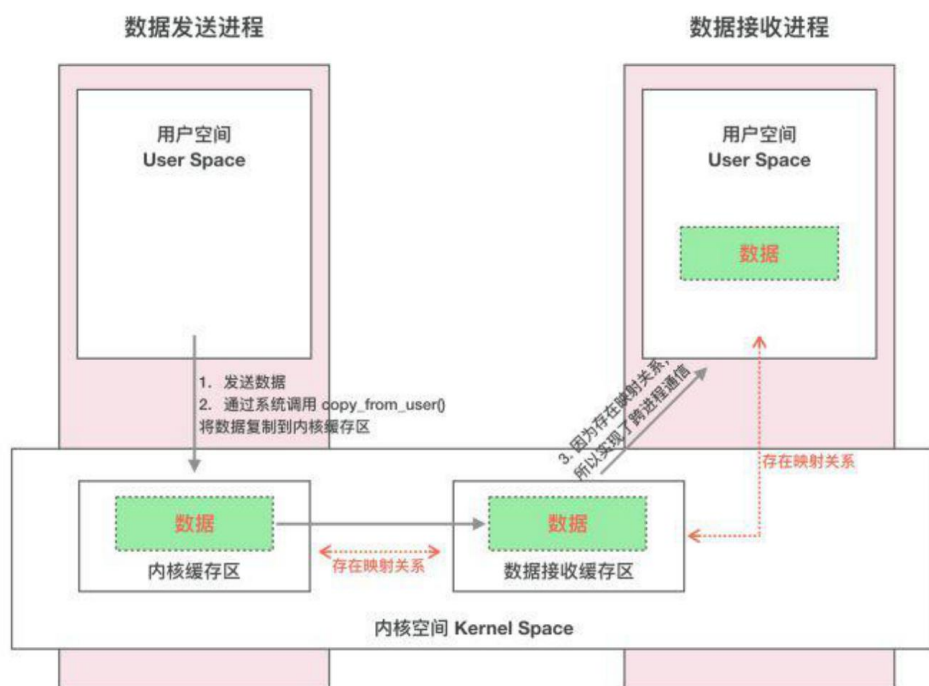 数据发送进程
数据接收进程
用户空间
User Space
用户空间
User Space
数据
1. 发送数据
2. 通过系统调用 copy_from_user()
将数据复制到内核缓存区
3. 因为存在映射关系，
所以实现了跨进程通信
存在映射关系
数据
数据
存在映射关系
内核缓存区
数据接收缓存区
内核空间 Kernel Space